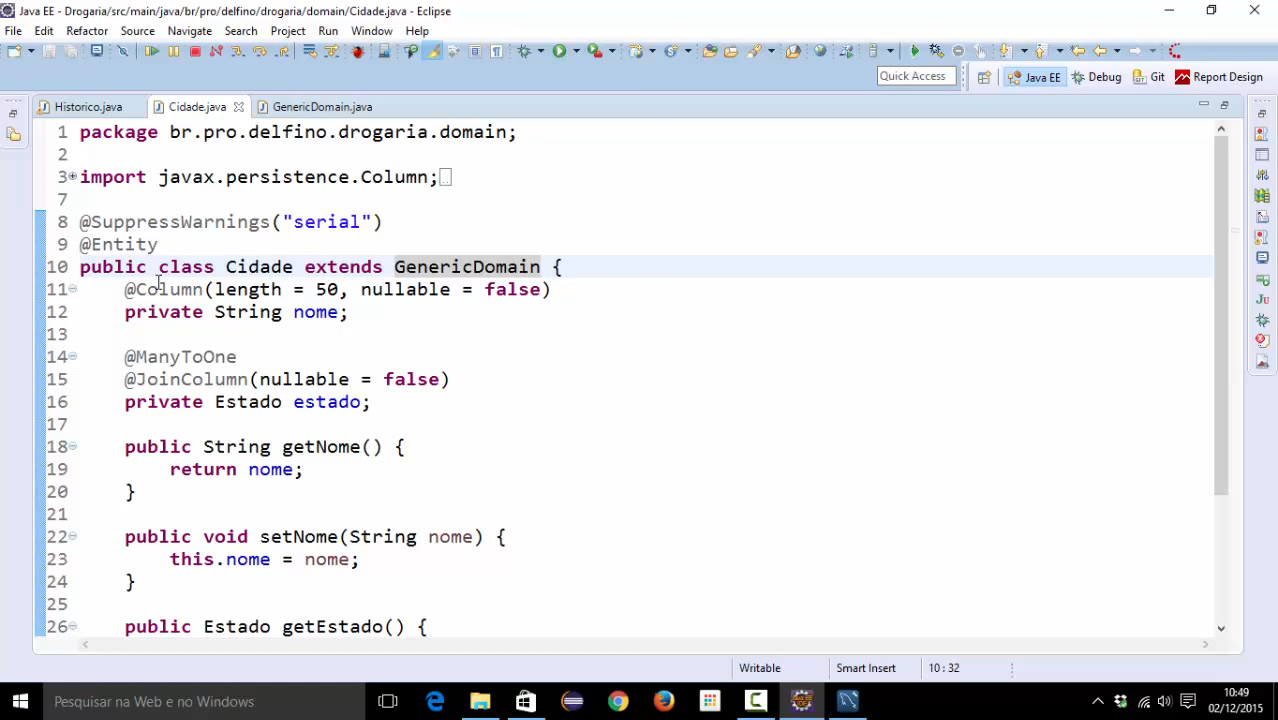 Java EE - Drogaria/src/main/java/br/pro/delfino/drogaria/domain/Cidade.java - Eclipse
File Edit Refactor Source Navigate Search Project Run Window Help
Quick Access Java EE Debug Git Report Design
Historico.java Cidade.java GenericDomain.java
1 package br.pro.delfino.drogaria.domain;
2
3 import javax.persistence.Column;
7
8 @SuppressWarnings("serial")
9 @Entity
10 public class Cidade extends GenericDomain {
11 @Column(length = 50, nullable = false)
12 private String nome;
13
14 @ManyToOne
15 @JoinColumn(nullable = false)
16 private Estado estado;
17
18 public String getNome() {
19 return nome;
20 }
21
22 public void setNome(String nome) {
23 this.nome = nome;
24 }
25
26 public Estado getEstado() {
Writable Smart Insert 10 : 32
Pesquisar na Web e no Windows
10:49
02/12/2015